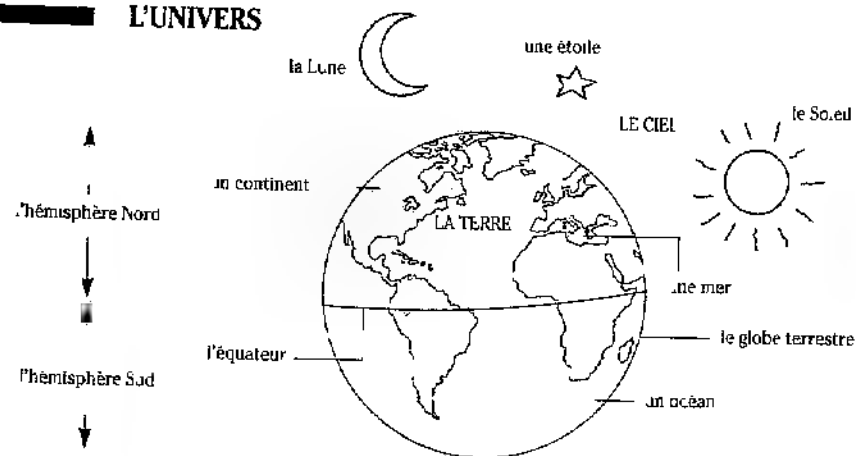 L'UNIVERS
la Lune
une étoile
LE CIEL
le Soleil
un continent
l'hémisphère Nord
LA TERRE
une mer
le globe terrestre
l'équateur
l'hémisphère Sud
un océan